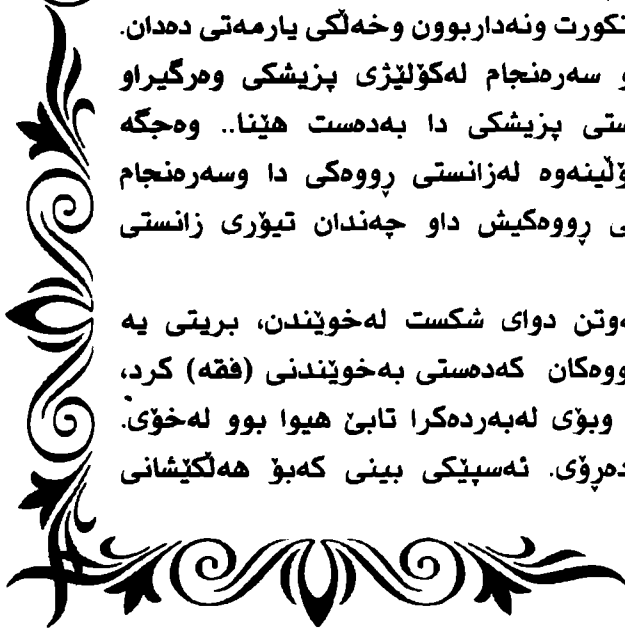 تکورت ونەداربوون وخەڵکی یارمەتی دەدان.
و سەرەنجام لەکۆلێژی پزیشکی وەرگیراو
ستی پزیشکی دا بەدەست هێنا.. وەجگە
ۆڵینەوە لەزانستی ڕووەکی دا وسەرەنجام
ی ڕووەکیش داو چەندان تیۆری زانستی
ەوتن دوای شکست لەخوێندن، بریتی یە
ووەکان کەدەستی بەخوێندنی (فقە) کرد،
وبۆی لەبەردەکرا تابێ هیوا بوو لەخۆی.
دەڕۆی. ئەسپێکی بینی کەبۆ هەڵکێشانی